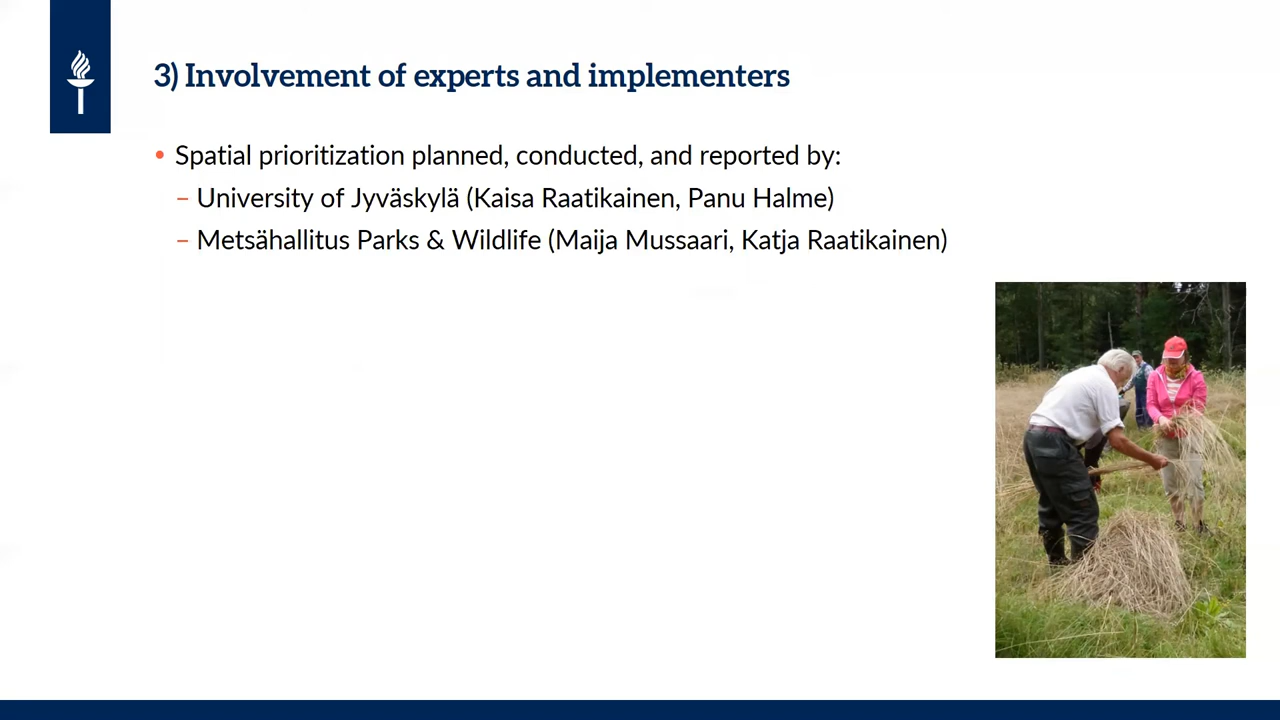 3) Involvement of experts and implementers
• Spatial prioritization planned, conducted, and reported by:
– University of Jyväskylä (Kaisa Raatikainen, Panu Halme)
– Metsähallitus Parks & Wildlife (Maija Mussaari, Katja Raatikainen)